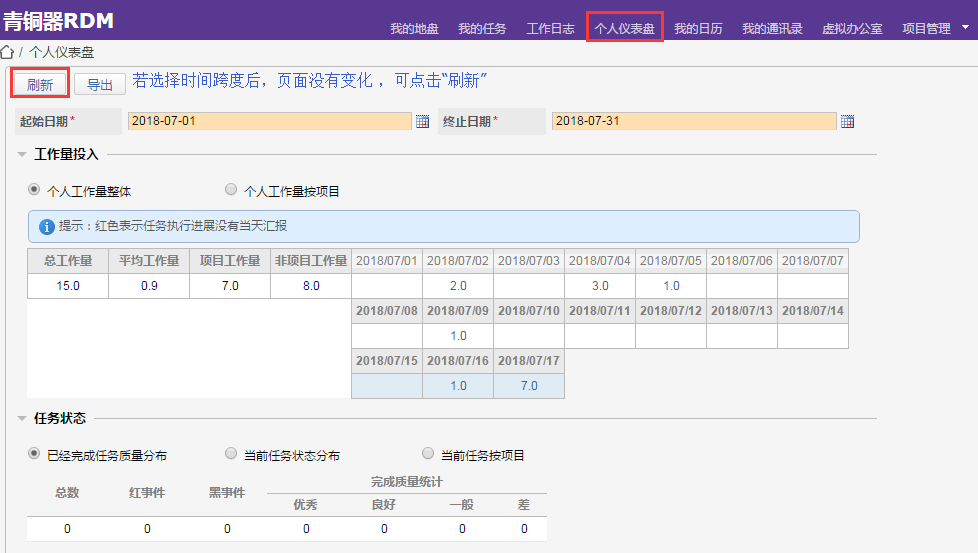 青铜器RDM
我的地盘 我的任务 工作日志 个人仪表盘 我的日历 我的通讯录 虚拟办公室 项目管理
/ 个人仪表盘
刷新 导出 若选择时间跨度后，页面没有变化 ，可点击“刷新”
起始日期* 2018-07-01 终止日期* 2018-07-31
工作量投入
个人工作量整体 个人工作量按项目
提示：红色表示任务执行进展没有当天汇报
总工作量 平均工作量 项目工作量 非项目工作量 2018/07/01 2018/07/02 2018/07/03 2018/07/04 2018/07/05 2018/07/06 2018/07/07
15.0 0.9 7.0 8.0 2.0 3.0 1.0
2018/07/08 2018/07/09 2018/07/10 2018/07/11 2018/07/12 2018/07/13 2018/07/14
1.0
2018/07/15 2018/07/16 2018/07/17
1.0 7.0
任务状态
已经完成任务质量分布 当前任务状态分布 当前任务按项目
总数 红事件 黑事件 完成质量统计
优秀 良好 一般 差
0 0 0 0 0 0 0